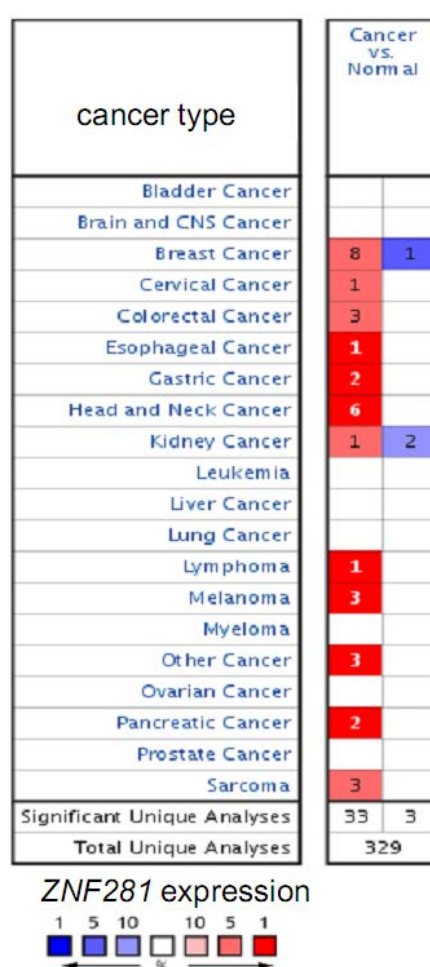 cancer type
Cancer
vs.
Normal
Bladder Cancer
Brain and CNS Cancer
Breast Cancer 8 1
Cervical Cancer 1
Colorectal Cancer 3
Esophageal Cancer 1
Gastric Cancer 2
Head and Neck Cancer 6
Kidney Cancer 1 2
Leukemia
Liver Cancer
Lung Cancer
Lymphoma 1
Melanoma 3
Myeloma
Other Cancer 3
Ovarian Cancer
Pancreatic Cancer 2
Prostate Cancer
Sarcoma 3
Significant Unique Analyses 33 3
Total Unique Analyses 329
ZNF281 expression
1 5 10 10 5 1
%